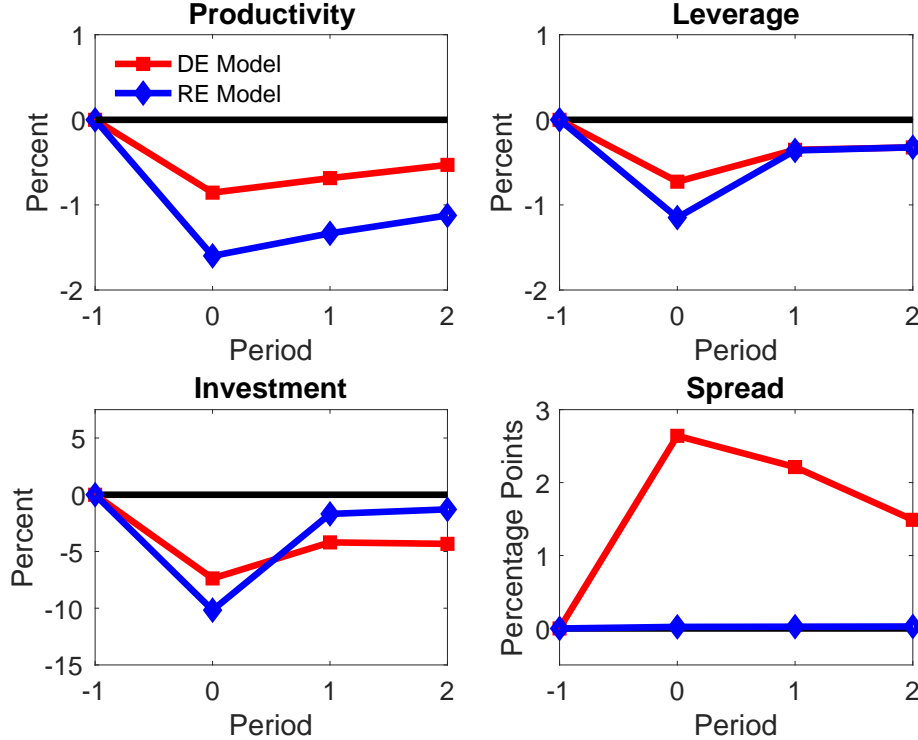 Productivity
1
0
-1
-2
Percent
DE Model
RE Model
-1
0
1
2
Period
Leverage
1
0
-1
-2
Percent
-1
0
1
2
Period
Investment
5
0
-5
-10
-15
Percent
-1
0
1
2
Period
Spread
3
2
1
0
Percentage Points
-1
0
1
2
Period